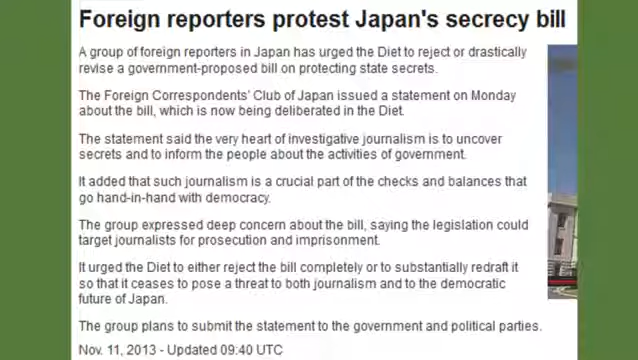 Foreign reporters protest Japan's secrecy bill
A group of foreign reporters in Japan has urged the Diet to reject or drastically
revise a government-proposed bill on protecting state secrets.
The Foreign Correspondents' Club of Japan issued a statement on Monday
about the bill, which is now being deliberated in the Diet.
The statement said the very heart of investigative journalism is to uncover
secrets and to inform the people about the activities of government.
It added that such journalism is a crucial part of the checks and balances that
go hand-in-hand with democracy.
The group expressed deep concern about the bill, saying the legislation could
target journalists for prosecution and imprisonment.
It urged the Diet to either reject the bill completely or to substantially redraft it
so that it ceases to pose a threat to both journalism and to the democratic
future of Japan.
The group plans to submit the statement to the government and political parties.
Nov. 11, 2013 - Updated 09:40 UTC